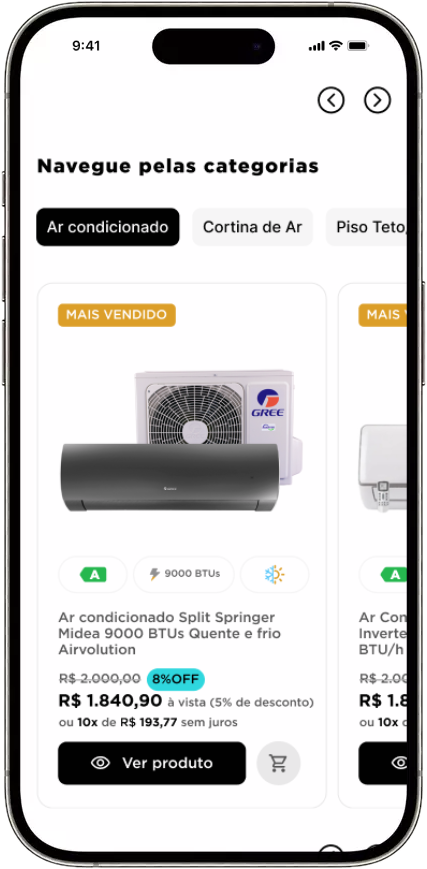 9:41
Navegue pelas categorias
Ar condicionado Cortina de Ar Piso Teto,
MAIS VENDIDO MAIS
GREE
A 9000 BTUs A
Ar condicionado Split Springer
Midea 9000 BTUs Quente e frio
Airvolution
R$ 2.000,00 8%OFF
R$ 1.840,90 à vista (5% de desconto)
ou 10x de R$ 193,77 sem juros
Ver produto
Ar Con
Inverte
BTU/h
R$ 2.00
R$ 1.8
ou 10x